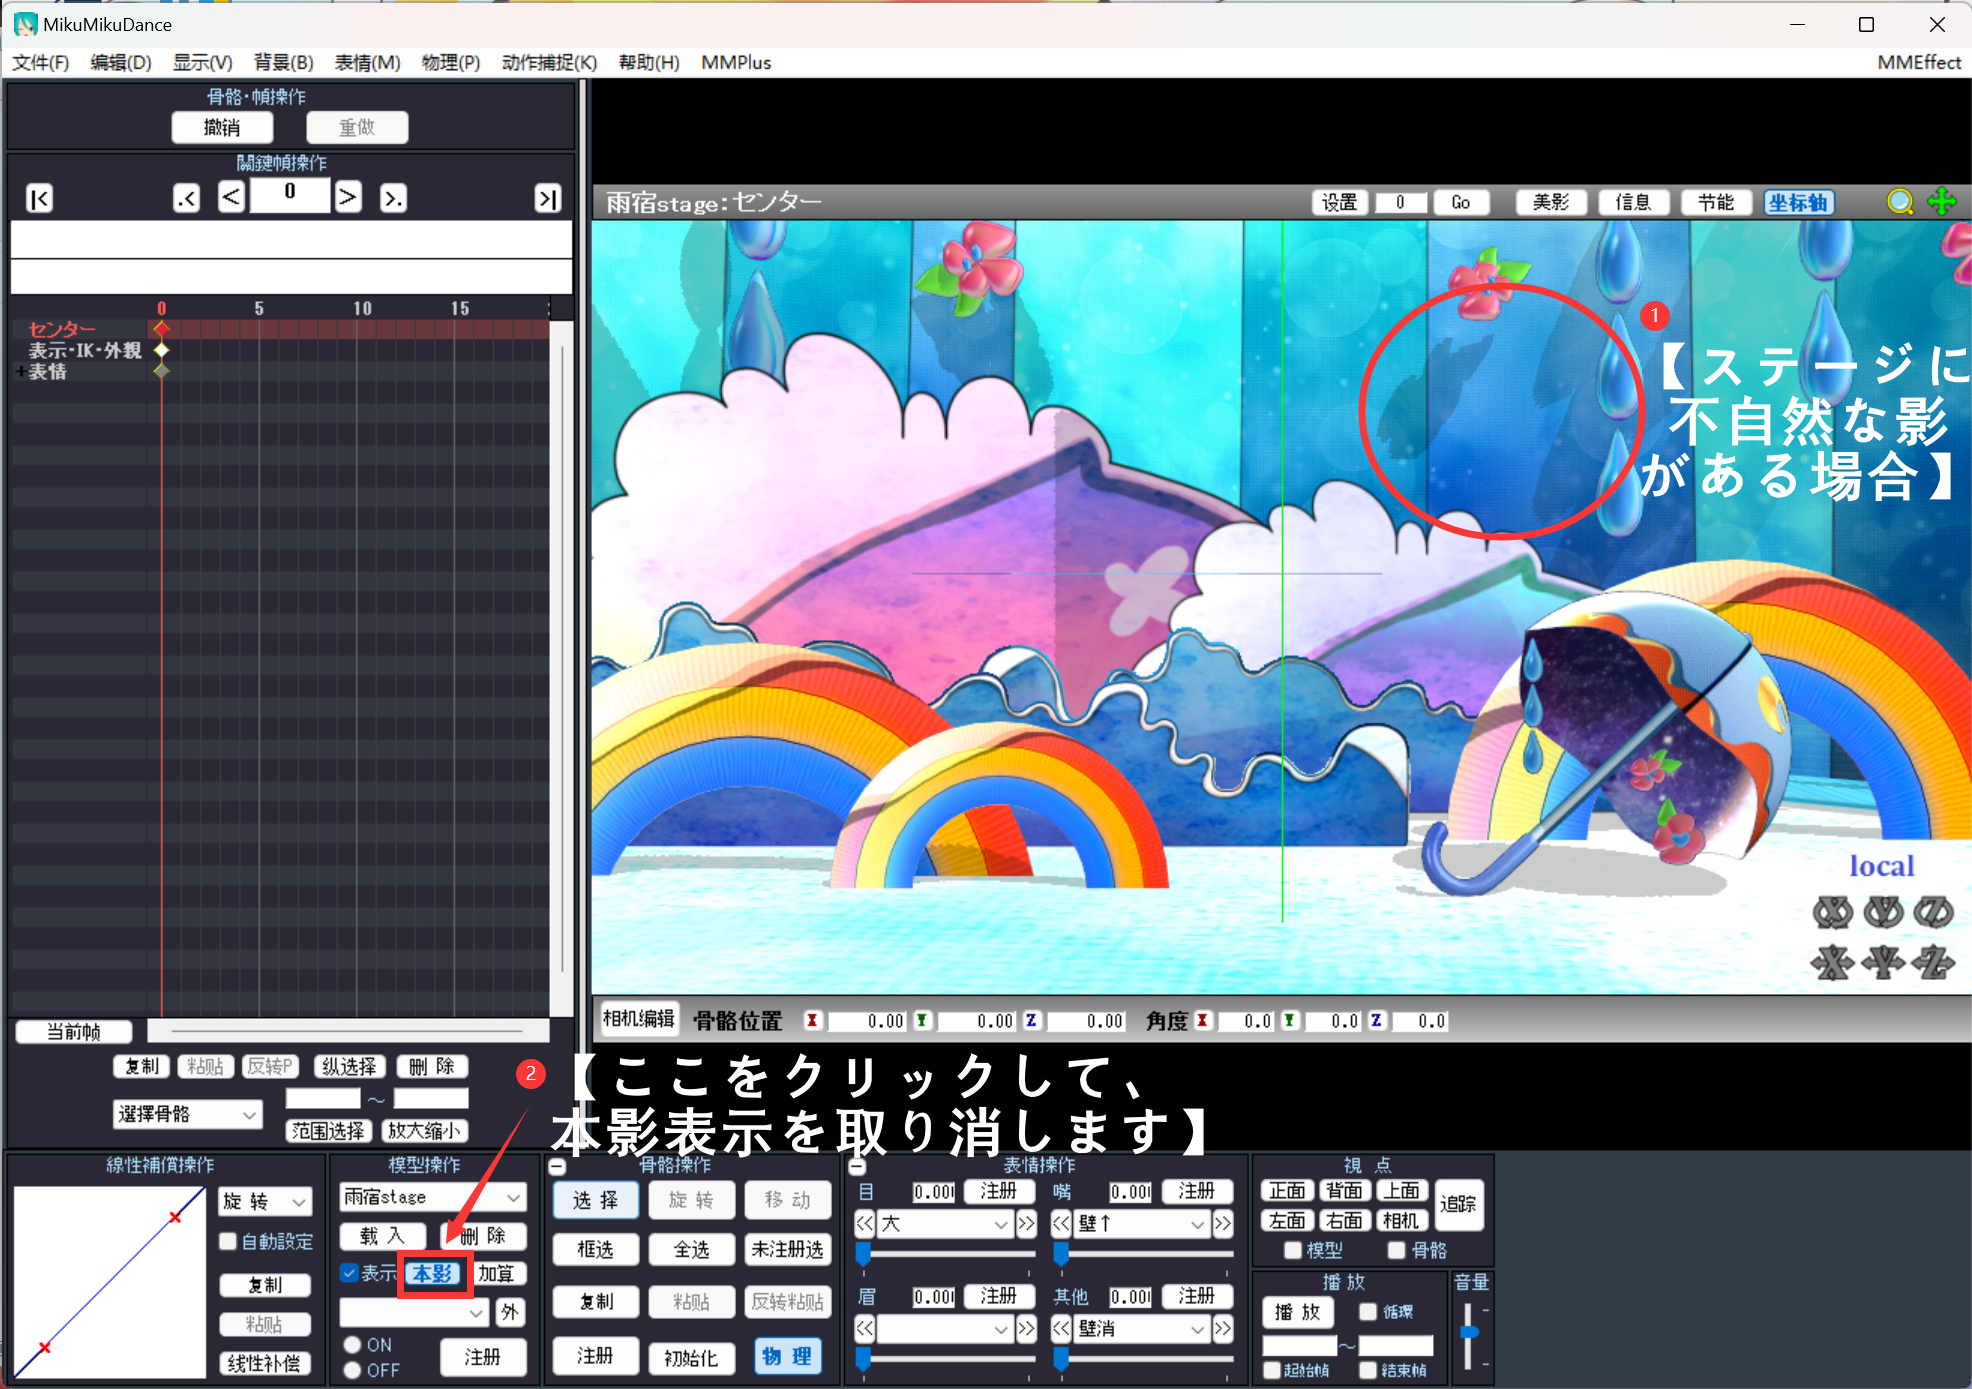 MikuMikuDance
文件(F) 编辑(D) 显示(V) 背景(B) 表情(M) 物理(P) 动作捕捉(K) 帮助(H) MMPlus MMEffect
骨骼·幀操作
撤销 重做
關鍵幀操作
|< .< < 0 > >. >|
0 5 10 15
センター
表示·IK·外観
+表情
当前帧
复制 粘贴 反转P 纵选择 删 除
選擇骨骼 ～
范围选择 放大缩小
雨宿stage:センター 设置 0 Go 美影 信息 节能 坐标轴
1
【ステージに
不自然な影
がある場合】
local
X Y Z
X Y Z
相机编辑 骨骼位置 X 0.00 Y 0.00 Z 0.00 角度 X 0.0 Y 0.0 Z 0.0
2
【ここをクリックして、
本影表示を取り消します】
線性補償操作
旋 转
自動設定
复制
粘贴
线性补偿
模型操作
雨宿stage
载 入 删 除
表示 本影 加算
外
ON
OFF
注册
骨骼操作
选 择 旋 转 移 动
框选 全选 未注册选
复制 粘贴 反转粘贴
注册 初始化 物 理
表情操作
目 0.00 注册 嘴 0.00 注册
<< 大 >> << 壁↑ >>
眉 0.00 注册 其他 0.00 注册
<< >> << 壁消 >>
視 点
正面 背面 上面 追踪
左面 右面 相机
模型 骨骼
播 放
播 放 循環
～
起始幀 結束幀
音量